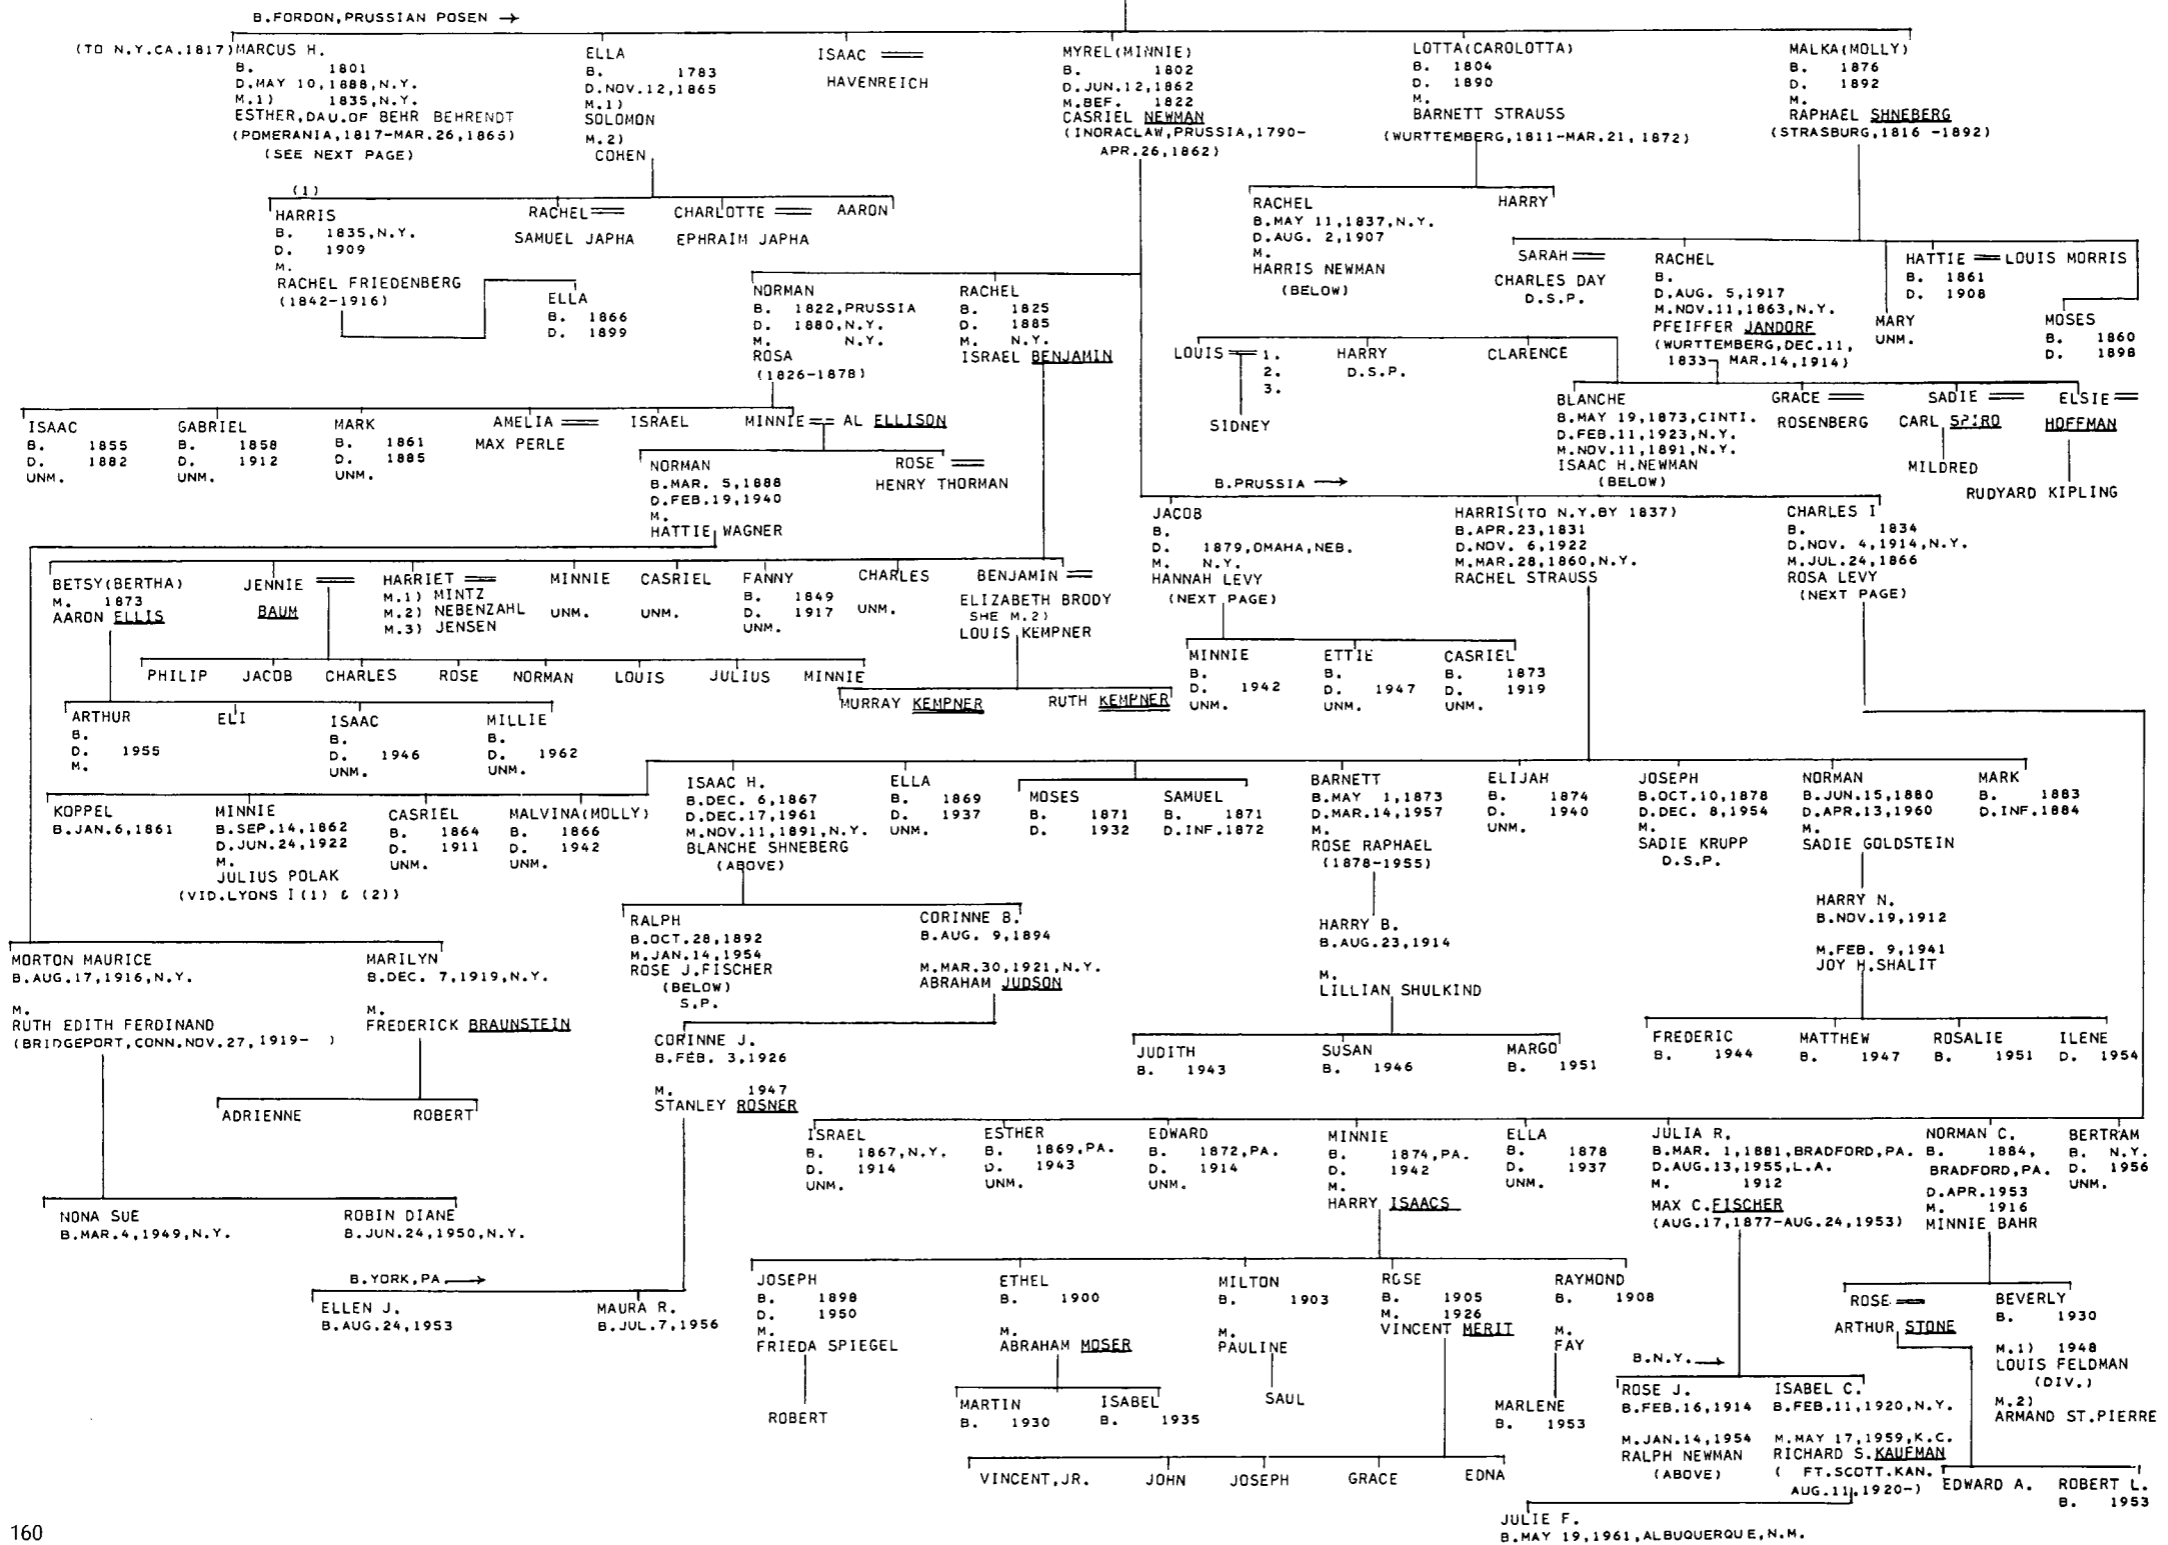 B.FORDON,PRUSSIAN POSEN →
(TO N.Y.CA.1817)
MARCUS H.
B. 1801
D.MAY 10,1888,N.Y.
M.1) 1835,N.Y.
ESTHER,DAU.OF BEHR BEHRENDT
(POMERANIA,1817-MAR.26,1865)
(SEE NEXT PAGE)
ELLA
B. 1783
D.NOV.12,1865
M.1)
SOLOMON
M.2)
COHEN
ISAAC
HAVENREICH
MYREL(MINNIE)
B. 1802
D.JUN.12,1862
M.BEF. 1822
CASRIEL NEWMAN
(INORACLAW,PRUSSIA,1790-
APR.26,1862)
LOTTA(CAROLOTTA)
B. 1804
D. 1890
M.
BARNETT STRAUSS
(WURTTEMBERG,1811-MAR.21,1872)
MALKA(MOLLY)
B. 1876
D. 1892
M.
RAPHAEL SHNEBERG
(STRASBURG,1816 -1892)
(1)
HARRIS
B. 1835,N.Y.
D. 1909
M.
RACHEL FRIEDENBERG
(1842-1916)
RACHEL
SAMUEL JAPHA
CHARLOTTE
EPHRAIM JAPHA
AARON
ELLA
B. 1866
D. 1899
RACHEL
B.MAY 11,1837,N.Y.
D.AUG. 2,1907
M.
HARRIS NEWMAN
(BELOW)
HARRY
SARAH
CHARLES DAY
D.S.P.
RACHEL
B.
D.AUG. 5,1917
M.NOV.11,1863,N.Y.
PFEIFFER JANDORF
(WURTTEMBERG,DEC.11,
1833- MAR.14,1914)
MARY
UNM.
HATTIE
B. 1861
D. 1908
LOUIS MORRIS
MOSES
B. 1860
D. 1898
NORMAN
B. 1822,PRUSSIA
D. 1880,N.Y.
M. N.Y.
ROSA
(1826-1878)
RACHEL
B. 1825
D. 1885
M. N.Y.
ISRAEL BENJAMIN
LOUIS
1.
2.
3.
SIDNEY
HARRY
D.S.P.
CLARENCE
BLANCHE
B.MAY 19,1873,CINTI.
D.FEB.11,1923,N.Y.
M.NOV.11,1891,N.Y.
ISAAC H.NEWMAN
(BELOW)
GRACE
ROSENBERG
SADIE
CARL SPIRO
MILDRED
ELSIE
HOFFMAN
RUDYARD KIPLING
ISAAC
B. 1855
D. 1882
UNM.
GABRIEL
B. 1858
D. 1912
UNM.
MARK
B. 1861
D. 1885
UNM.
AMELIA
MAX PERLE
ISRAEL
MINNIE
AL ELLISON
NORMAN
B.MAR. 5,1888
D.FEB.19,1940
M.
HATTIE WAGNER
ROSE
HENRY THORMAN
B.PRUSSIA →
JACOB
B.
D. 1879,OMAHA,NEB.
M. N.Y.
HANNAH LEVY
(NEXT PAGE)
HARRIS(TO N.Y.BY 1837)
B.APR.23,1831
D.NOV. 6,1922
M.MAR.28,1860,N.Y.
RACHEL STRAUSS
CHARLES I
B. 1834
D.NOV. 4,1914,N.Y.
M.JUL.24,1866
ROSA LEVY
(NEXT PAGE)
BETSY(BERTHA)
M. 1873
AARON ELLIS
JENNIE
BAUM
HARRIET
M.1) MINTZ
M.2) NEBENZAHL
M.3) JENSEN
MINNIE
UNM.
CASRIEL
UNM.
FANNY
B. 1849
D. 1917
UNM.
CHARLES
UNM.
BENJAMIN
ELIZABETH BRODY
SHE M.2)
LOUIS KEMPNER
PHILIP JACOB CHARLES ROSE NORMAN LOUIS JULIUS MINNIE
MURRAY KEMPNER
RUTH KEMPNER
MINNIE
B.
D. 1942
UNM.
ETTIE
B.
D. 1947
UNM.
CASRIEL
B. 1873
D. 1919
UNM.
ARTHUR
B.
D. 1955
M.
ELI
ISAAC
B.
D. 1946
UNM.
MILLIE
B.
D. 1962
UNM.
KOPPEL
B.JAN.6,1861
MINNIE
B.SEP.14,1862
D.JUN.24,1922
M.
JULIUS POLAK
(VID.LYONS I(1) & (2))
CASRIEL
B. 1864
D. 1911
UNM.
MALVINA(MOLLY)
B. 1866
D. 1942
UNM.
ISAAC H.
B.DEC. 6,1867
D.DEC.17,1961
M.NOV.11,1891,N.Y.
BLANCHE SHNEBERG
(ABOVE)
ELLA
B. 1869
D. 1937
UNM.
MOSES
B. 1871
D. 1932
SAMUEL
B. 1871
D.INF.1872
BARNETT
B.MAY 1,1873
D.MAR.14,1957
M.
ROSE RAPHAEL
(1878-1955)
ELIJAH
B. 1874
D. 1940
UNM.
JOSEPH
B.OCT.10,1878
D.DEC. 8,1954
M.
SADIE KRUPP
D.S.P.
NORMAN
B.JUN.15,1880
D.APR.13,1960
M.
SADIE GOLDSTEIN
MARK
B. 1883
D.INF.1884
RALPH
B.OCT.28,1892
M.JAN.14,1954
ROSE J.FISCHER
(BELOW)
S.P.
CORINNE B.
B.AUG. 9,1894
M.MAR.30,1921,N.Y.
ABRAHAM JUDSON
HARRY B.
B.AUG.23,1914
M.
LILLIAN SHULKIND
HARRY N.
B.NOV.19,1912
M.FEB. 9,1941
JOY H.SHALIT
MORTON MAURICE
B.AUG.17,1916,N.Y.
M.
RUTH EDITH FERDINAND
(BRIDGEPORT,CONN.NOV.27,1919- )
MARILYN
B.DEC. 7,1919,N.Y.
M.
FREDERICK BRAUNSTEIN
CORINNE J.
B.FEB. 3,1926
M. 1947
STANLEY ROSNER
JUDITH
B. 1943
SUSAN
B. 1946
MARGO
B. 1951
FREDERIC
B. 1944
MATTHEW
B. 1947
ROSALIE
B. 1951
ILENE
D. 1954
ADRIENNE
ROBERT
ISRAEL
B. 1867,N.Y.
D. 1914
UNM.
ESTHER
B. 1869,PA.
D. 1943
UNM.
EDWARD
B. 1872,PA.
D. 1914
UNM.
MINNIE
B. 1874,PA.
D. 1942
M.
HARRY ISAACS
ELLA
B. 1878
D. 1937
UNM.
JULIA R.
B.MAR. 1,1881,BRADFORD,PA.
D.AUG.13,1955,L.A.
M. 1912
MAX C.FISCHER
(AUG.17,1877-AUG.24,1953)
NORMAN C.
B. 1884,
BRADFORD,PA.
D.APR.1953
M. 1916
MINNIE BAHR
BERTRAM
B. N.Y.
D. 1956
UNM.
NONA SUE
B.MAR.4,1949,N.Y.
ROBIN DIANE
B.JUN.24,1950,N.Y.
B.YORK,PA. →
ELLEN J.
B.AUG.24,1953
MAURA R.
B.JUL.7,1956
JOSEPH
B. 1898
D. 1950
M.
FRIEDA SPIEGEL
ROBERT
ETHEL
B. 1900
M.
ABRAHAM MOSER
MILTON
B. 1903
M.
PAULINE
SAUL
ROSE
B. 1905
M. 1926
VINCENT MERIT
RAYMOND
B. 1908
M.
FAY
MARLENE
B. 1953
ROSE
ARTHUR STONE
BEVERLY
B. 1930
M.1) 1948
LOUIS FELDMAN
(DIV.)
M.2)
ARMAND ST.PIERRE
MARTIN
B. 1930
ISABEL
B. 1935
B.N.Y. →
ROSE J.
B.FEB.16,1914
M.JAN.14,1954
RALPH NEWMAN
(ABOVE)
ISABEL C.
B.FEB.11,1920,N.Y.
M.MAY 17,1959,K.C.
RICHARD S.KAUFMAN
( FT.SCOTT.KAN.
AUG.11,1920-)
VINCENT,JR. JOHN JOSEPH GRACE EDNA
EDWARD A.
ROBERT L.
B. 1953
JULIE F.
B.MAY 19,1961,ALBUQUERQUE,N.M.
160